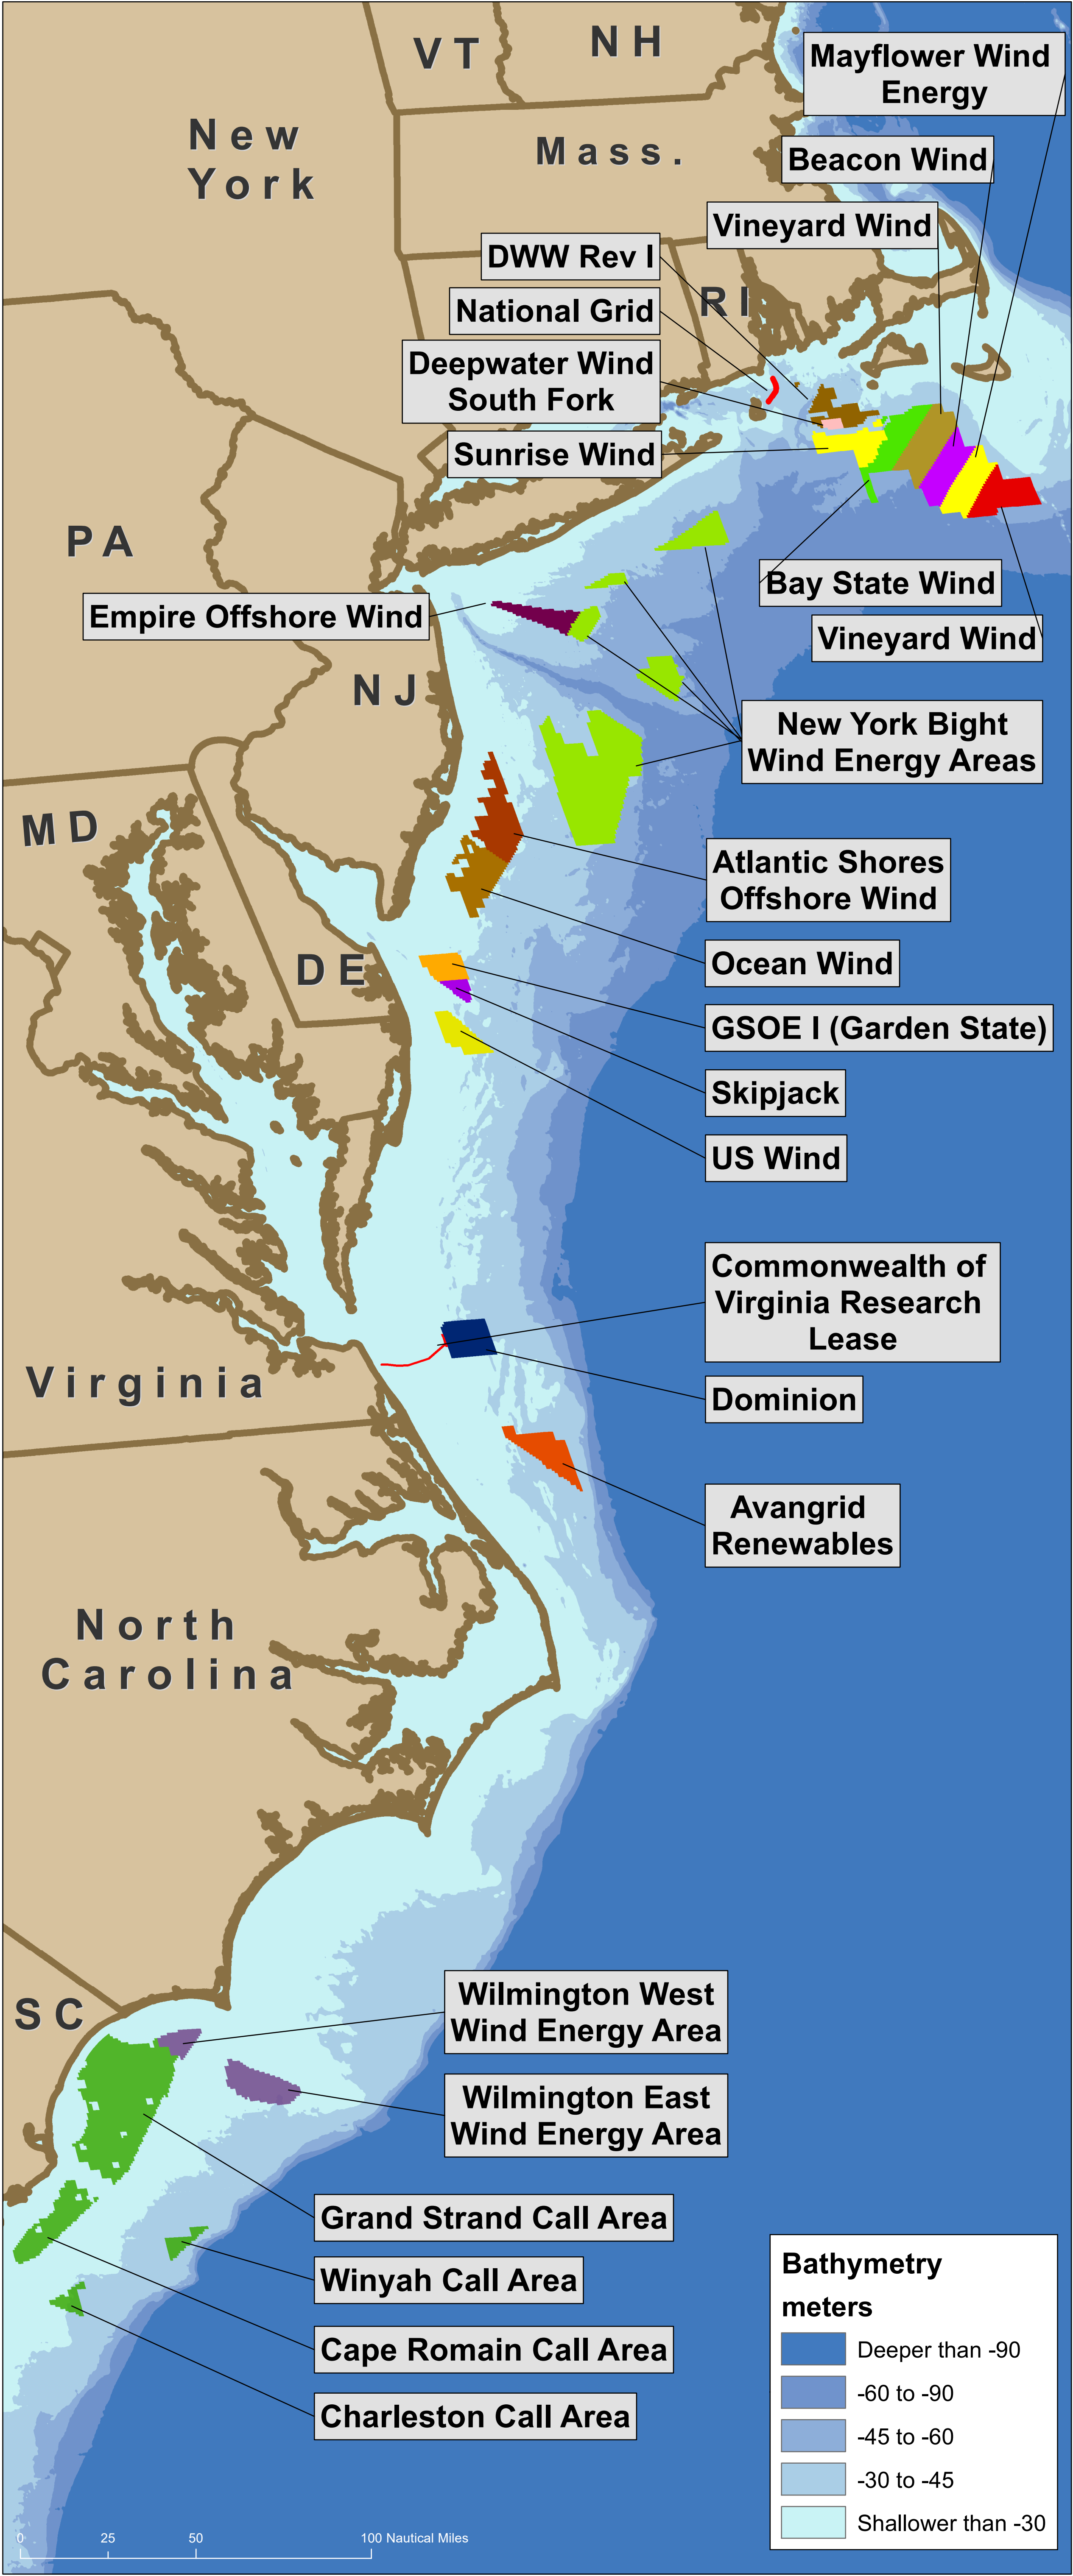 V T
N H
Mayflower Wind
Energy
New
York
Mass.
Beacon Wind
Vineyard Wind
DWW Rev I
R I
National Grid
Deepwater Wind
South Fork
Sunrise Wind
P A
Bay State Wind
Empire Offshore Wind
Vineyard Wind
N J
New York Bight
Wind Energy Areas
M D
Atlantic Shores
Offshore Wind
D E
Ocean Wind
GSOE I (Garden State)
Skipjack
US Wind
Commonwealth of
Virginia Research
Lease
Virginia
Dominion
Avangrid
Renewables
North
Carolina
S C
Wilmington West
Wind Energy Area
Wilmington East
Wind Energy Area
Grand Strand Call Area
Winyah Call Area
Cape Romain Call Area
Charleston Call Area
Bathymetry
meters
Deeper than -90
-60 to -90
-45 to -60
-30 to -45
Shallower than -30
0 25 50 100 Nautical Miles